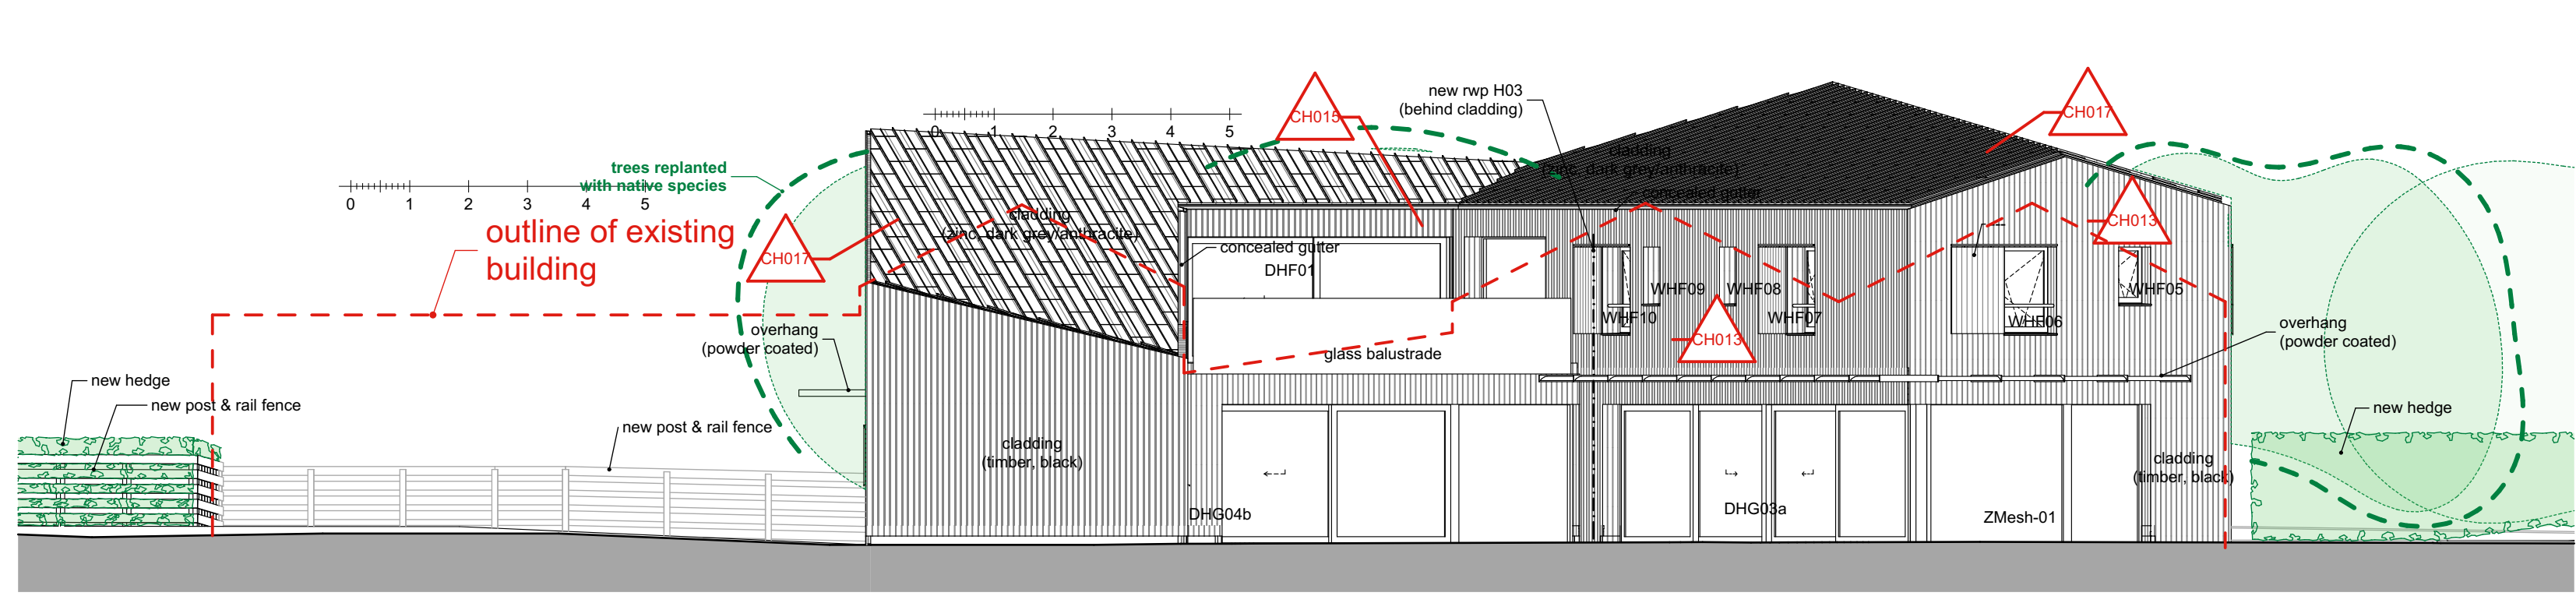 new rwp H03
(behind cladding)
CH015
CH017
0 1 2 3 4 5
trees replanted
with native species
0 1 2 3 4 5
cladding
(zinc, dark grey/anthracite)
concealed gutter
outline of existing
building
cladding
(zinc, dark grey/anthracite)
CH017
concealed gutter
DHF01
CH013
WHF09
WHF08
WHF05
WHF10
WHF07
WHF06
overhang
(powder coated)
CH013
glass balustrade
overhang
(powder coated)
new hedge
new post & rail fence
new post & rail fence
new hedge
cladding
(timber, black)
cladding
(timber, black)
DHG04b
DHG03a
ZMesh-01